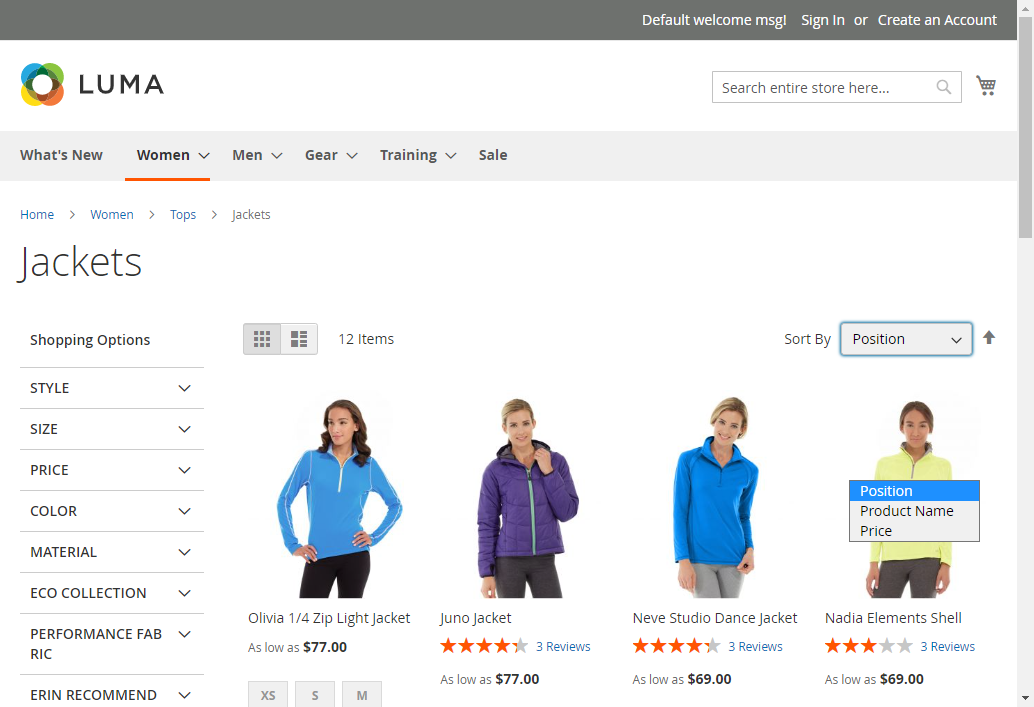 Default welcome msg! Sign In or Create an Account
LUMA
Search entire store here...
What's New Women Men Gear Training Sale
Home Women Tops Jackets
Jackets
Shopping Options
12 Items
Sort By Position
STYLE
SIZE
PRICE
COLOR
MATERIAL
ECO COLLECTION
PERFORMANCE FAB
RIC
ERIN RECOMMEND
Position
Product Name
Price
Olivia 1/4 Zip Light Jacket
As low as $77.00
XS S M
Juno Jacket
3 Reviews
As low as $77.00
Neve Studio Dance Jacket
3 Reviews
As low as $69.00
Nadia Elements Shell
3 Reviews
As low as $69.00